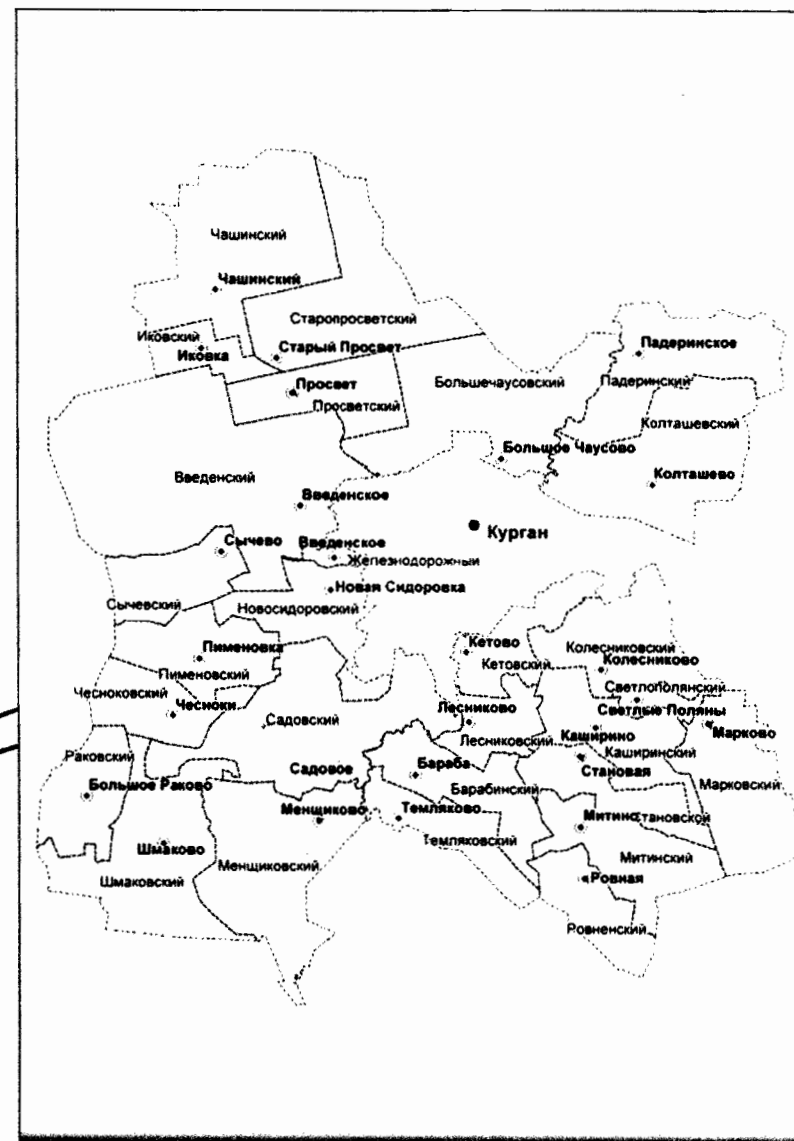 Чашинский
Чашинский
Старопросветский
Иковский
Иковка
Старый Просвет
Падеринское
Просвет
Просветский
Большечаусовский
Падеринский
Колташевский
Большое Чаусово
Колташево
Введенский
Введенское
Курган
Сычево
Введенское
Железнодорожный
Новая Сидоровка
Сычевский
Новосидоровский
Кетово
Кетовский
Колесниковский
Колесниково
Пименовка
Пименовский
Светлополянский
Чесноковский
Чесноки
Лесниково
Светлые Поляны
Садовский
Лесниковский
Каширино
Марково
Каширинский
Раковский
Садовое
Бараба
Становая
Марковский
Большое Раково
Барабинский
Менщиково
Темляково
Митино
Становской
Шмаково
Менщиковский
Темляковский
Митинский
Шмаковский
Ровная
Ровненский